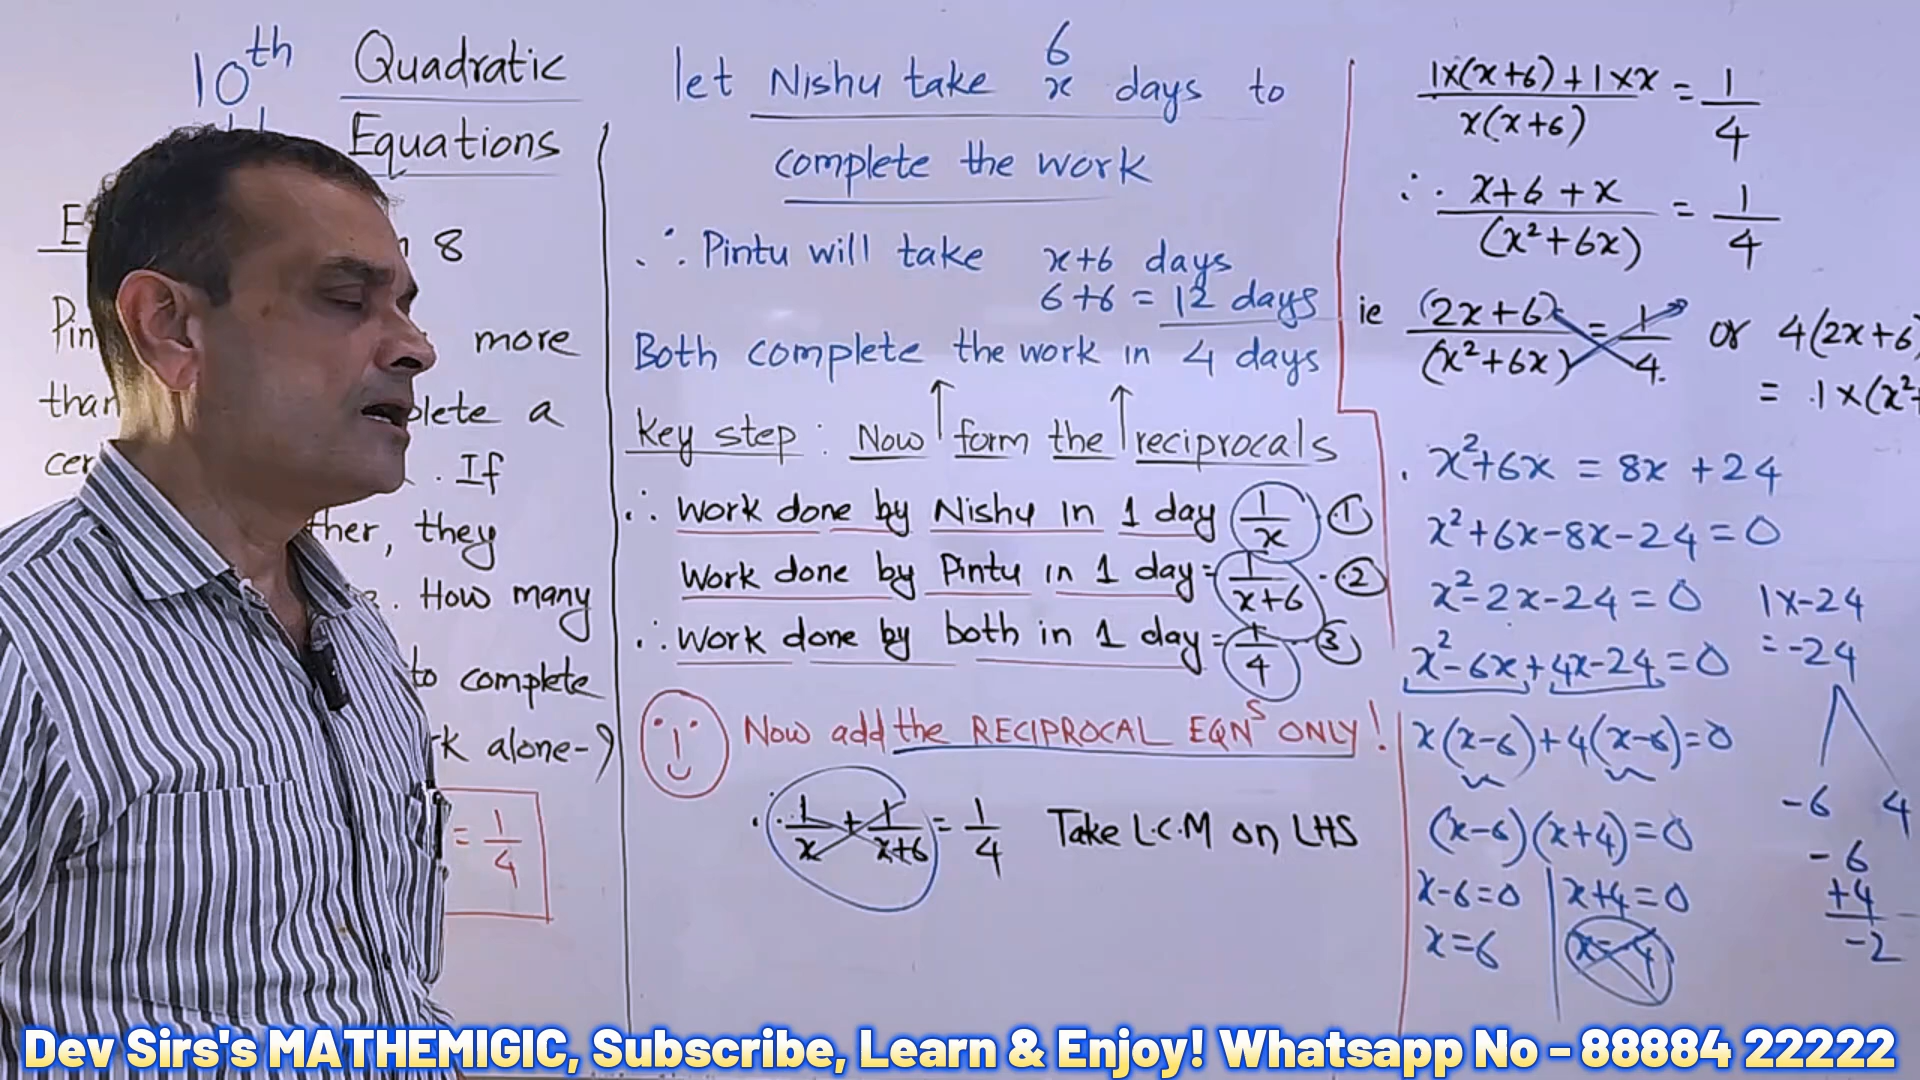 10th Quadratic
Equations
8
Pin more
than plete a
cer . If
ther, they
. How many
to complete
rk alone-?
= 1/4
6
let Nishu take x days to
complete the work
∴ Pintu will take x+6 days
6+6 = 12 days
Both complete the work in 4 days
Key step: Now form the reciprocals
∴ Work done by Nishu in 1 day 1/x ①
Work done by Pintu in 1 day = 1/(x+6) - ②
∴ Work done by both in 1 day = 1/4 - ③
Now add the RECIPROCAL EQNS ONLY!
∴ 1/x + 1/(x+6) = 1/4 Take L.C.M on LHS
(1x(x+6) + 1xx)/(x(x+6)) = 1/4
∴ (x+6+x)/(x²+6x) = 1/4
ie (2x+6)/(x²+6x) = 1/4 or 4(2x+6)
= 1x(x²+
x²+6x = 8x +24
x²+6x-8x-24=0
x²-2x-24=0
x²-6x+4x-24=0
x(x-6)+4(x-6)=0
(x-6)(x+4)=0
x-6=0 | x+4=0
x=6 | x=-4
1x-24
=-24
-6 4
-6
+4
-2
Dev Sirs's MATHEMIGIC, Subscribe, Learn & Enjoy! Whatsapp No - 88884 22222